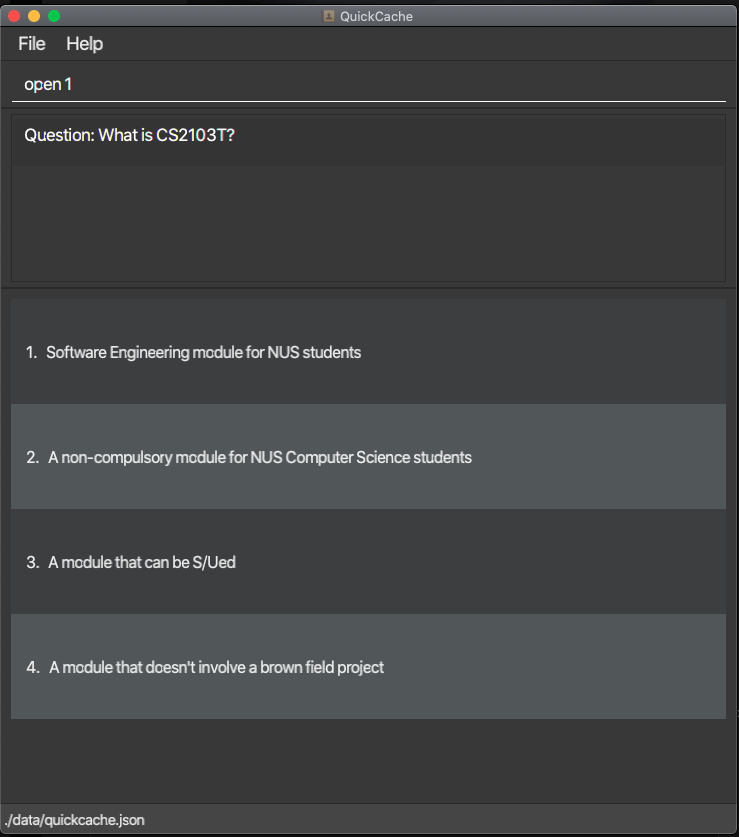 QuickCache
File Help
open 1
Question: What is CS2103T?
1. Software Engineering module for NUS students
2. A non-compulsory module for NUS Computer Science students
3. A module that can be S/Ued
4. A module that doesn't involve a brown field project
./data/quickcache.json